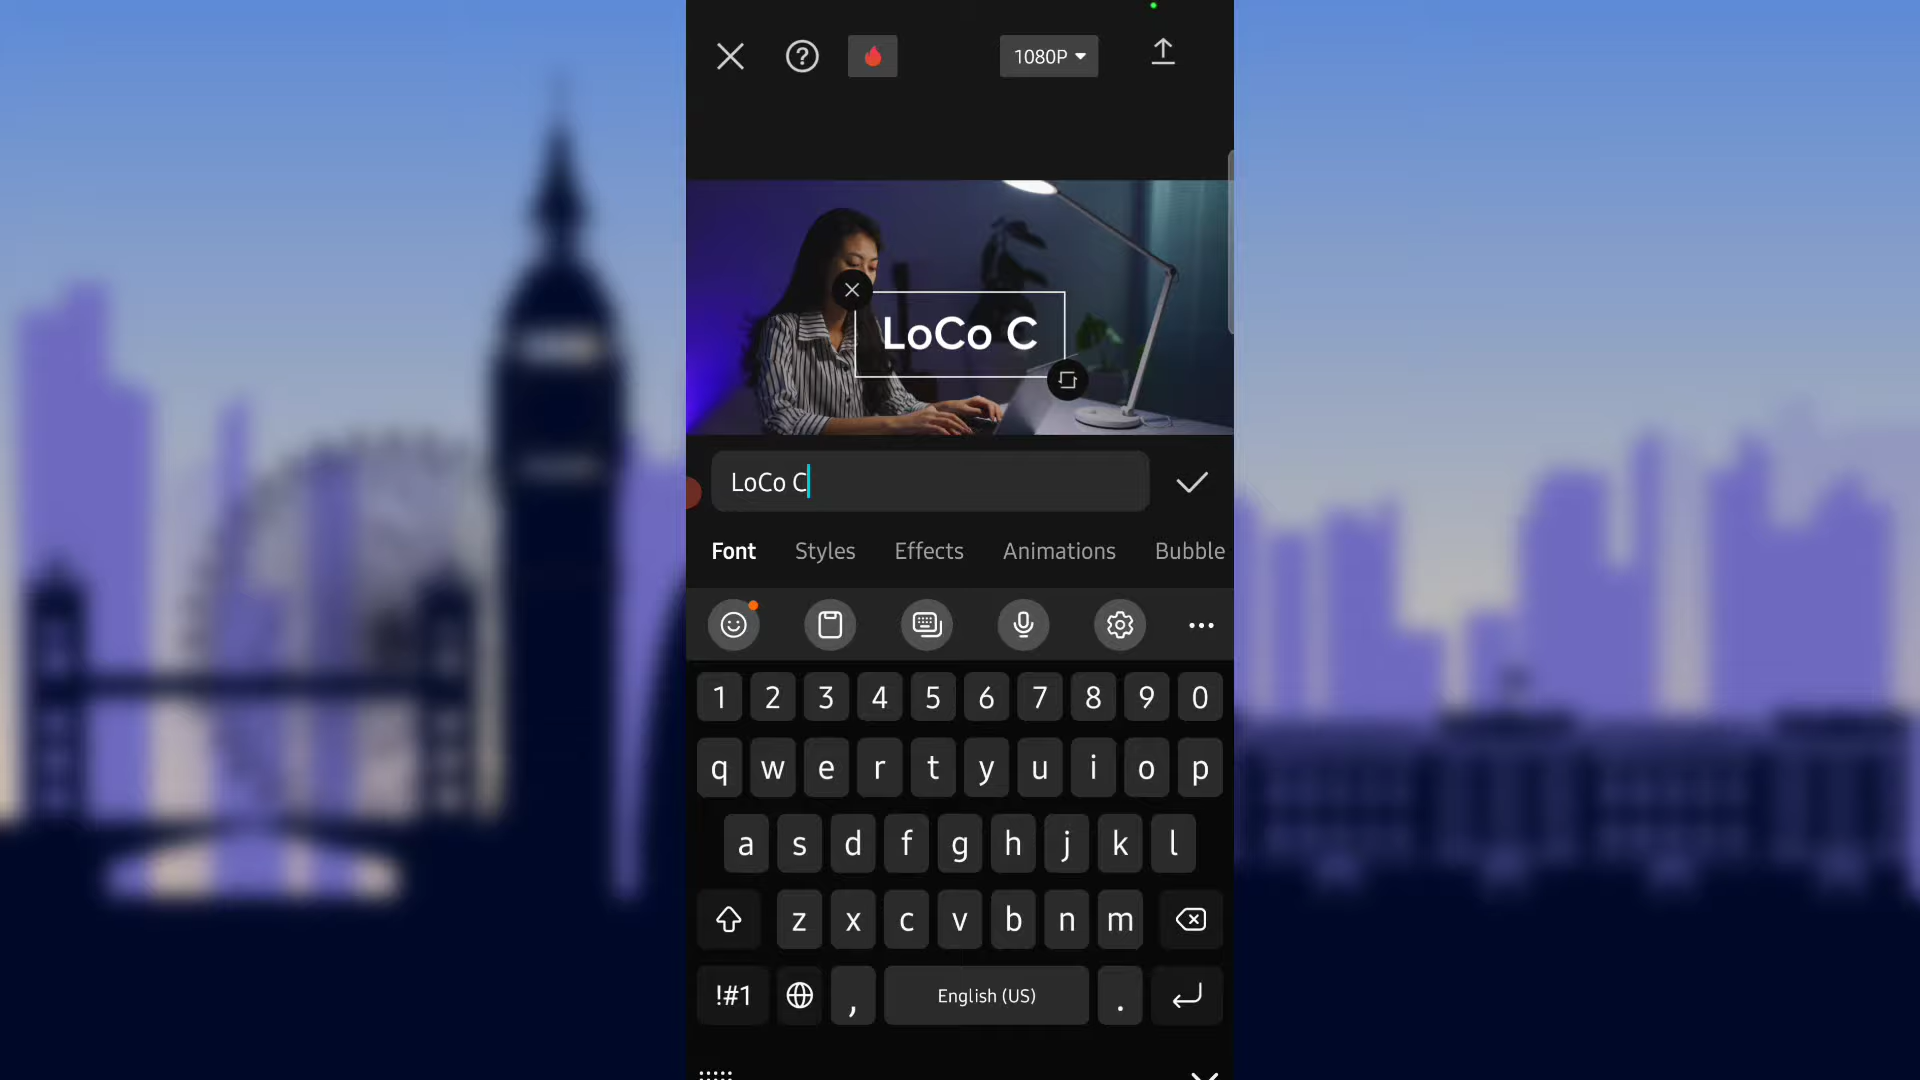 1080P
LoCo C
LoCo C
Font Styles Effects Animations Bubble
1 2 3 4 5 6 7 8 9 0
q w e r t y u i o p
a s d f g h j k l
z x c v b n m
!#1 , English (US) .